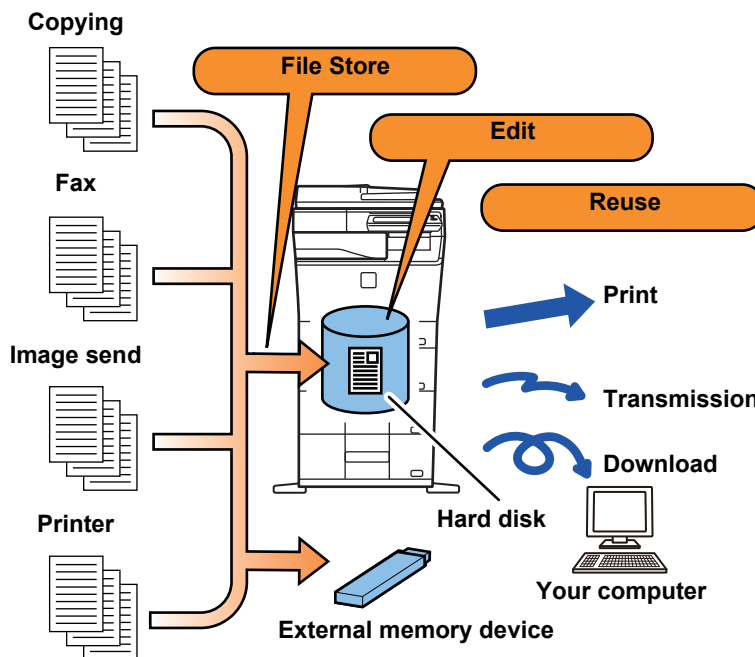 Copying
File Store
Edit
Fax
Reuse
Print
Image send
Transmission
Download
Hard disk
Printer
Your computer
External memory device